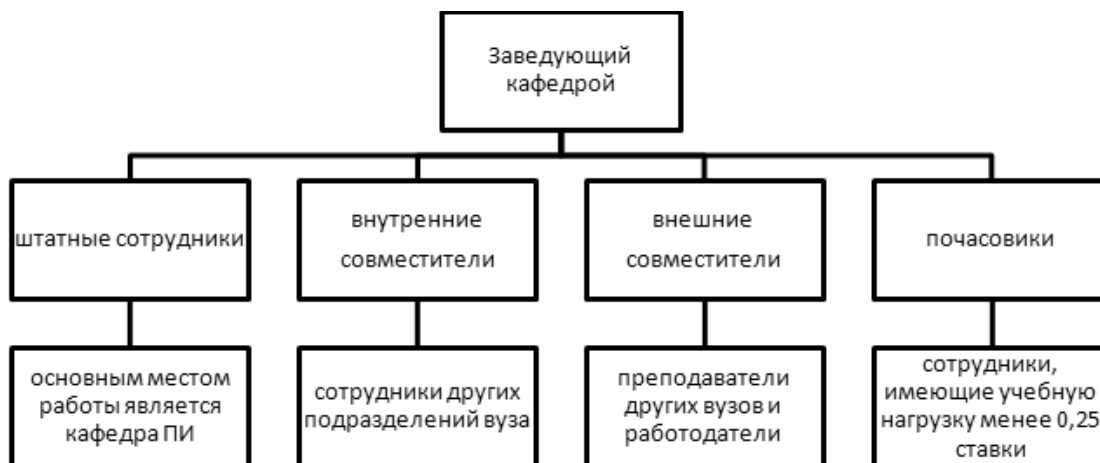 Заведующий
кафедрой
штатные сотрудники
внутренние
совместители
внешние
совместители
почасовики
основным местом
работы является
кафедра ПИ
сотрудники других
подразделений вуза
преподаватели
других вузов и
работодатели
сотрудники,
имеющие учебную
нагрузку менее 0,25
ставки